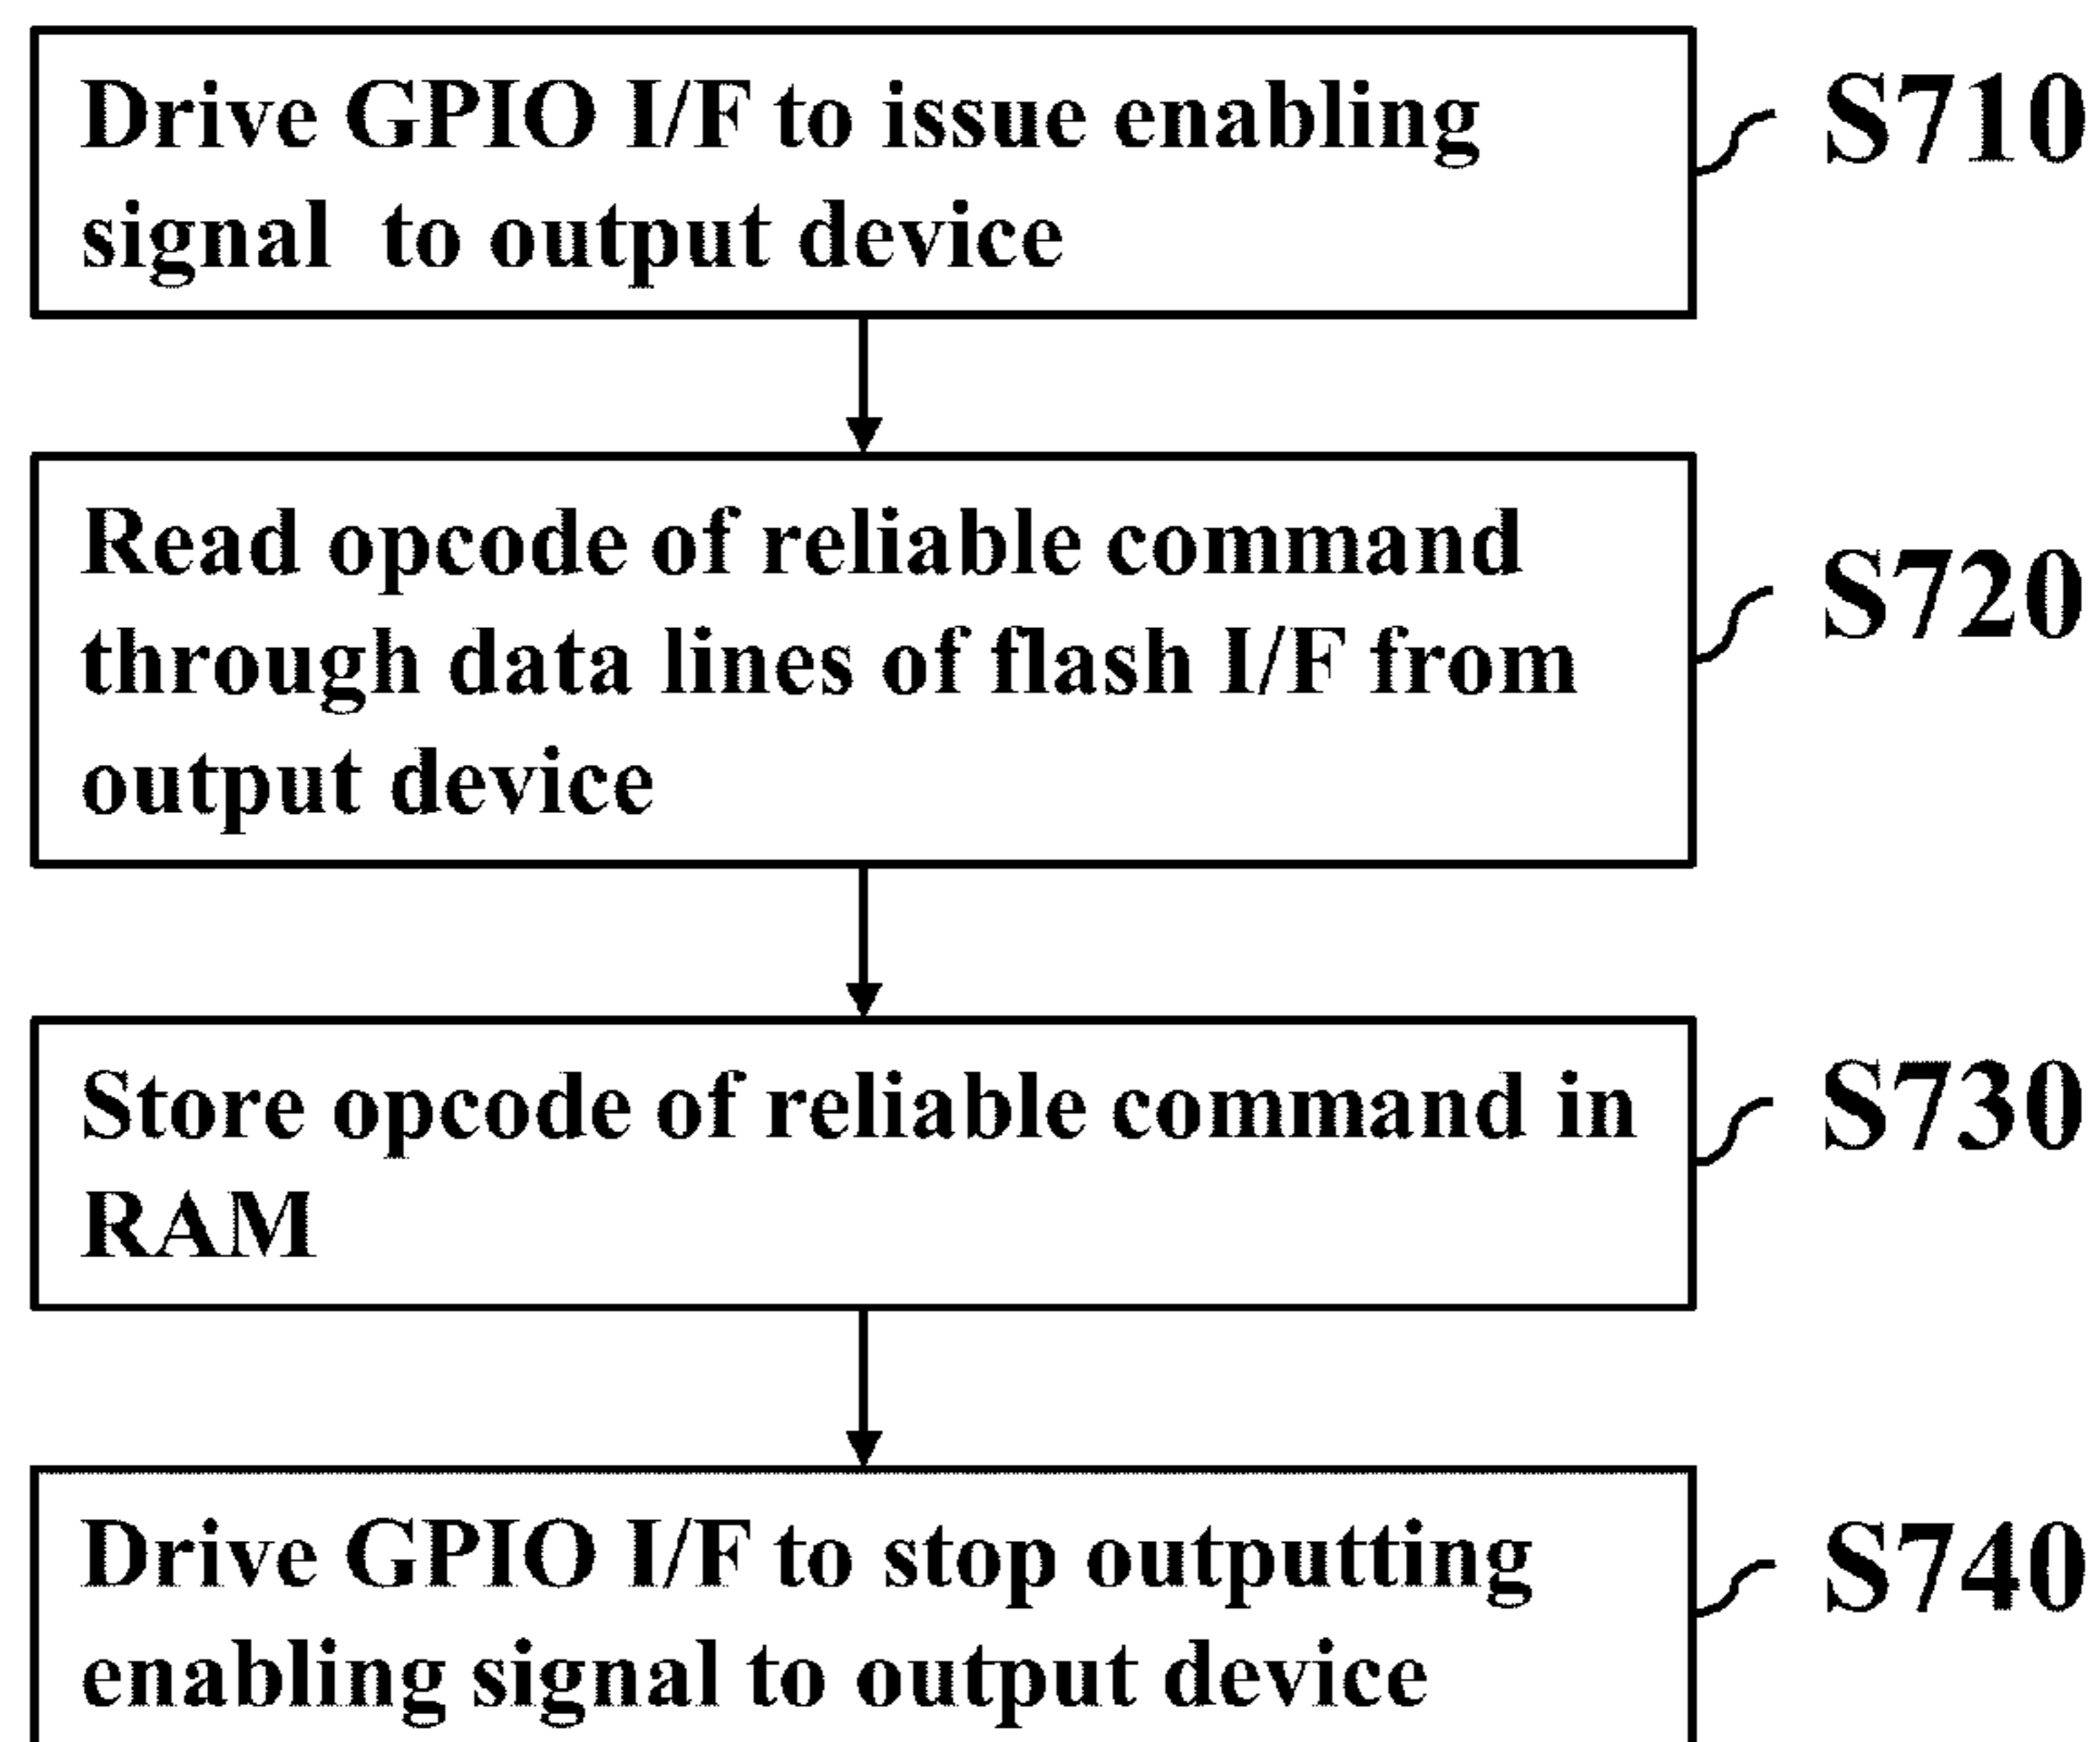 Drive GPIO I/F to issue enabling
signal to output device
S710
Read opcode of reliable command
through data lines of flash I/F from
output device
S720
Store opcode of reliable command in
RAM
S730
Drive GPIO I/F to stop outputting
enabling signal to output device
S740